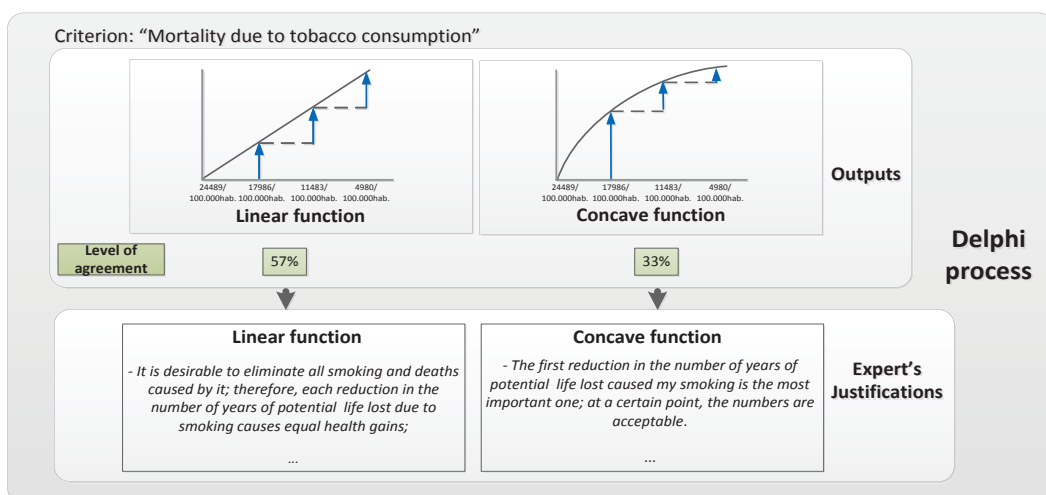 Criterion: “Mortality due to tobacco consumption”
24489/ 17986/ 11483/ 4980/
100.000hab. 100.000hab. 100.000hab. 100.000hab.
Linear function
24489/ 17986/ 11483/ 4980/
100.000hab. 100.000hab. 100.000hab. 100.000hab.
Concave function
Outputs
Level of
agreement
57%
33%
Delphi
process
Linear function
- It is desirable to eliminate all smoking and deaths
caused by it; therefore, each reduction in the
number of years of potential life lost due to
smoking causes equal health gains;
...
Concave function
- The first reduction in the number of years of
potential life lost caused my smoking is the most
important one; at a certain point, the numbers are
acceptable.
...
Expert’s
Justifications